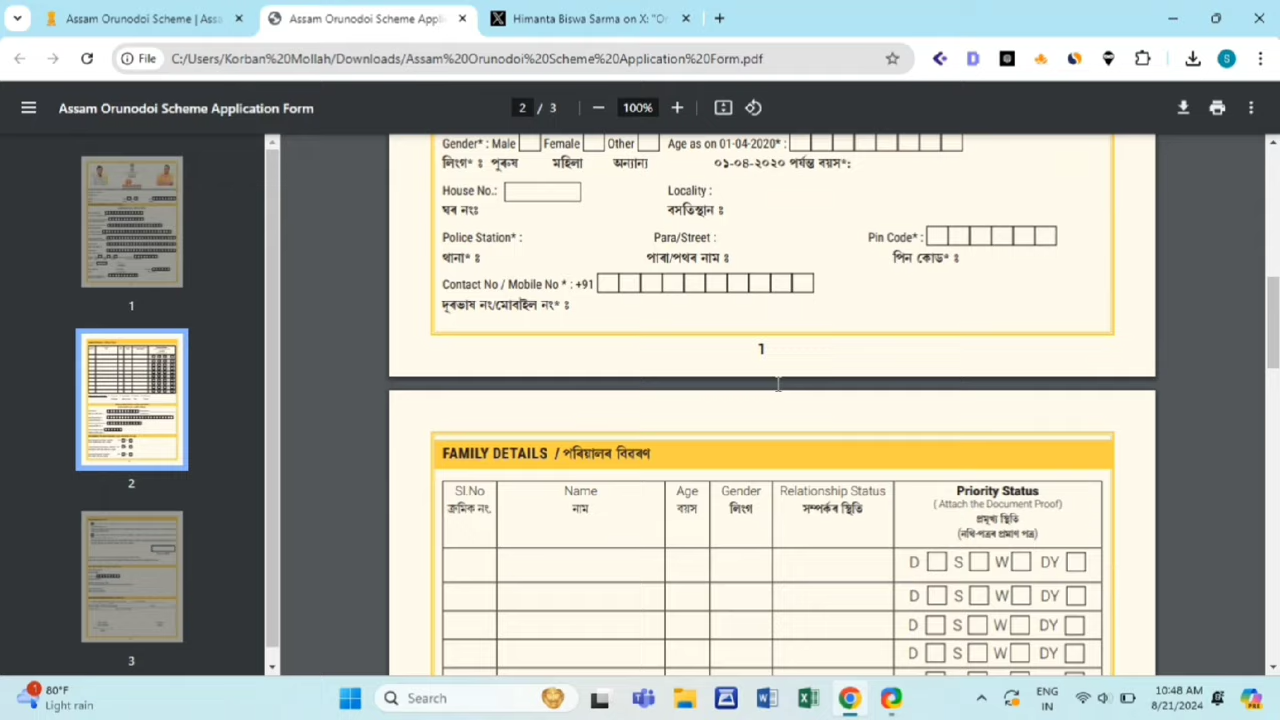 Assam Orunodoi Scheme | Assa
Assam Orunodoi Scheme Applic
Himanta Biswa Sarma on X: "Or
File
C:/Users/Korban%20Mollah/Downloads/Assam%20Orunodoi%20Scheme%20Application%20Form.pdf
Assam Orunodoi Scheme Application Form
2 / 3
100%
Gender* : Male Female Other Age as on 01-04-2020* :
লিংগ* ঃ পুৰুষ মহিলা অন্যান্য ০১-০৪-২০২০ পৰ্যন্ত বয়স*:
House No.: Locality :
ঘৰ নংঃ বসতিস্থান ঃ
Police Station* : Para/Street : Pin Code* :
থানা* ঃ পাৰা/পথৰ নাম ঃ পিন কোড* ঃ
Contact No / Mobile No * : +91
দূৰভাষ নং/মোবাইল নং* ঃ
1
FAMILY DETAILS / পৰিয়ালৰ বিৱৰণ
Sl.No Name Age Gender Relationship Status Priority Status
ক্ৰমিক নং. নাম বয়স লিংগ সম্পৰ্কৰ স্থিতি ( Attach the Document Proof)
প্ৰমূখ্য স্থিতি
(নথি-পত্ৰৰ প্ৰমাণ পত্ৰ)
D S W DY
D S W DY
D S W DY
D S W DY
1
2
3
1
80°F
Light rain
Search
ENG
IN
10:48 AM
8/21/2024